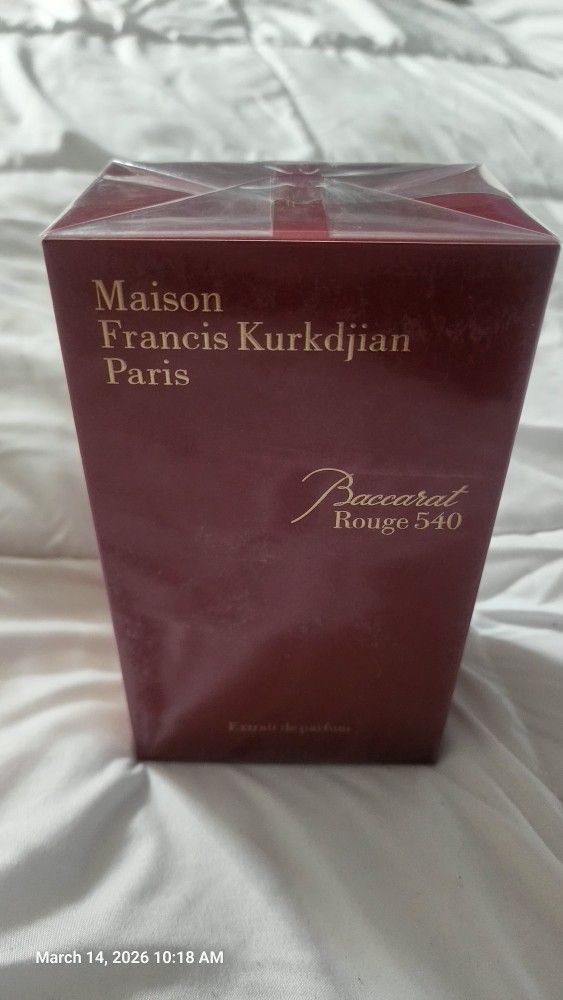 Maison
Francis Kurkdjian
Paris
Baccarat
Rouge 540
Extrait de parfum
March 14, 2026 10:18 AM